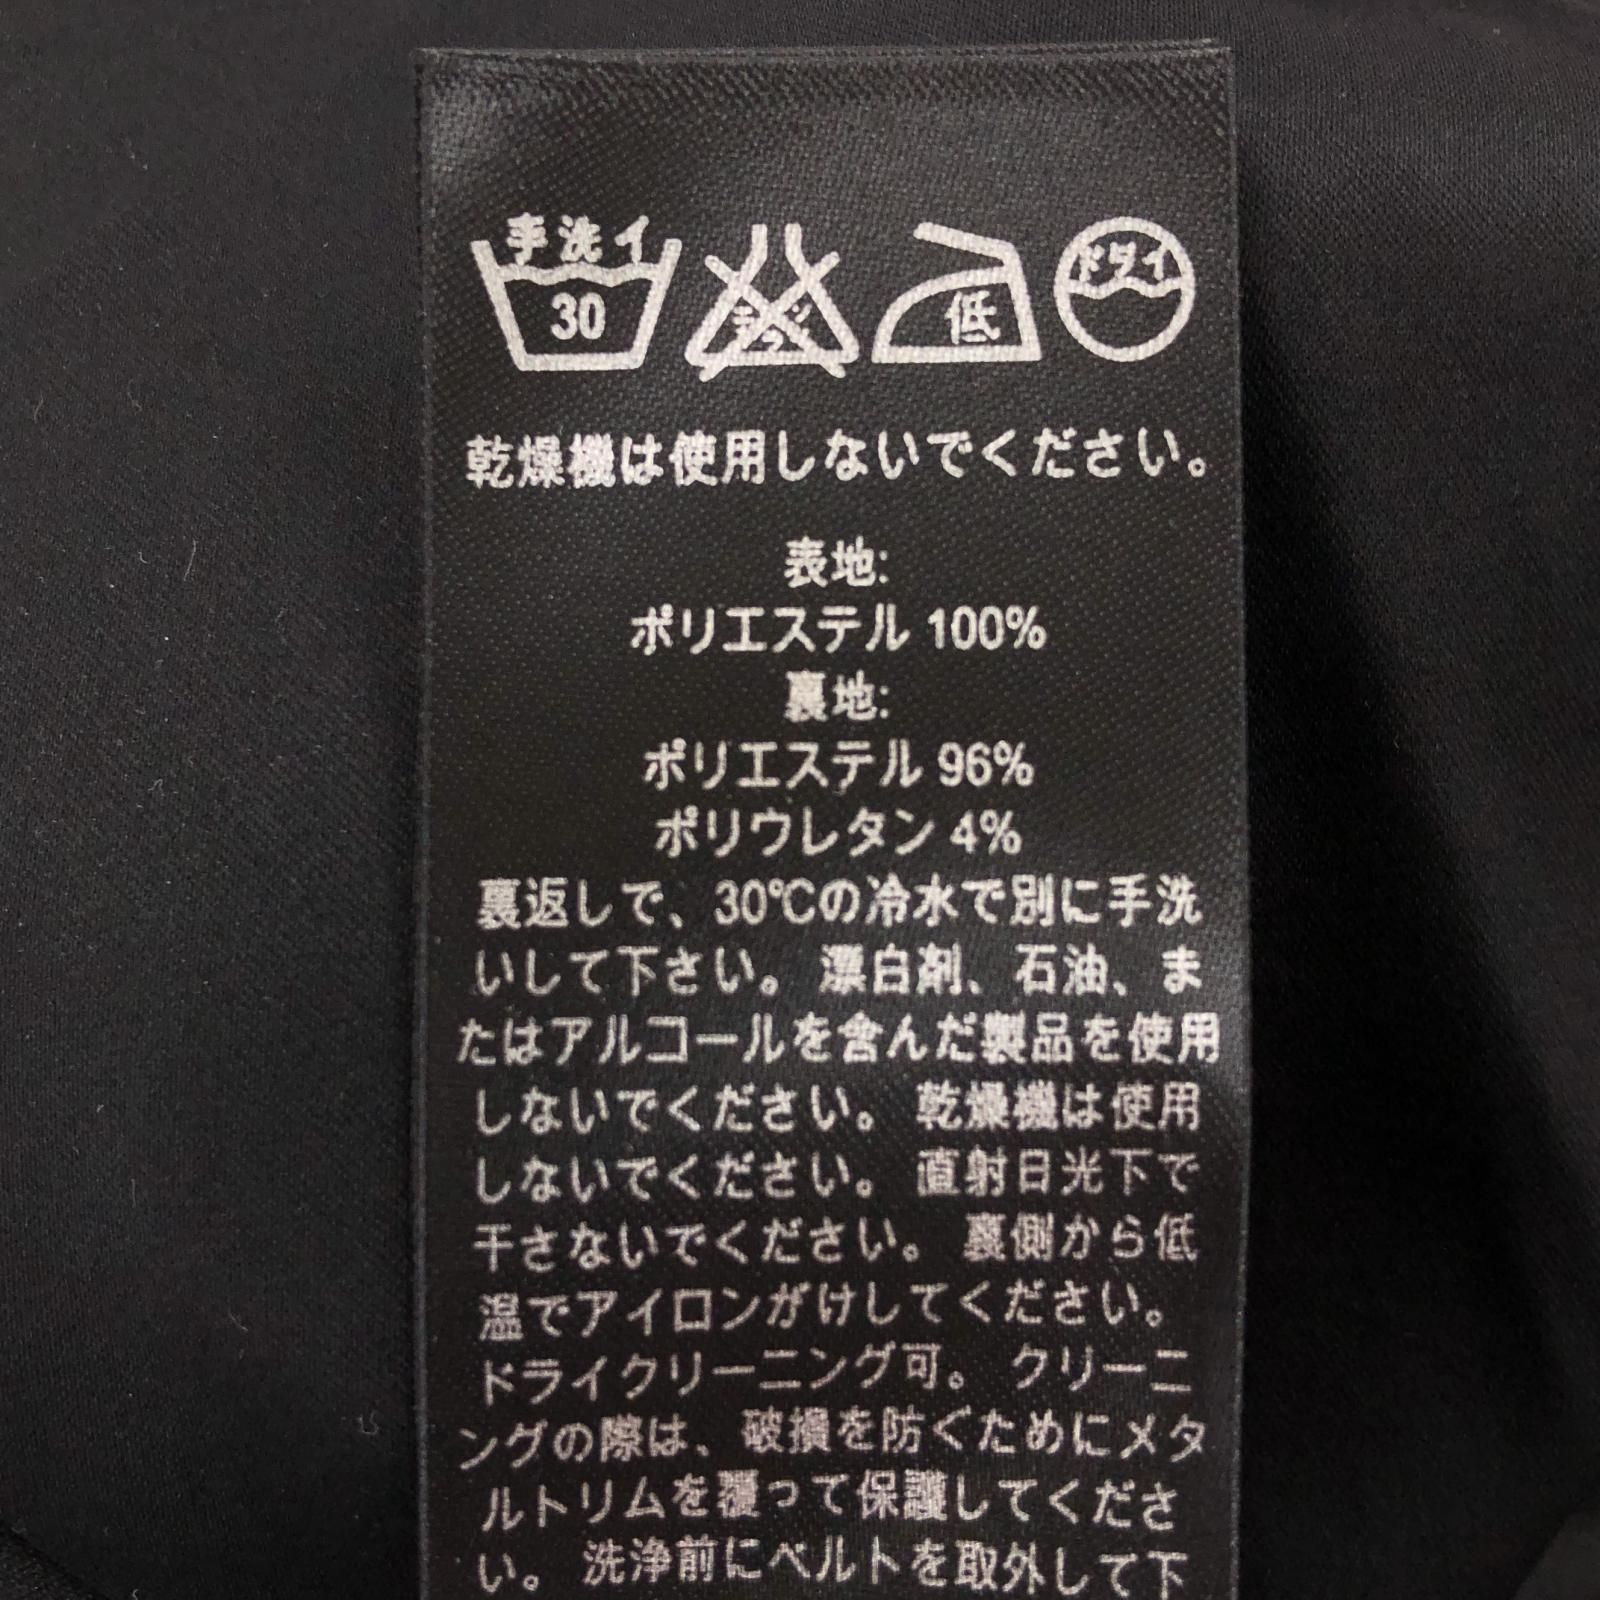 手洗イ
30
低
ドライ
乾燥機は使用しないでください。
表地:
ポリエステル 100%
裏地:
ポリエステル 96%
ポリウレタン 4%
裏返しで、30℃の冷水で別に手洗
いして下さい。漂白剤、石油、ま
たはアルコールを含んだ製品を使用
しないでください。乾燥機は使用
しないでください。直射日光下で
干さないでください。裏側から低
温でアイロンがけしてください。
ドライクリーニング可。クリーニ
ングの際は、破損を防ぐためにメタ
ルトリムを覆って保護してくださ
い。洗浄前にベルトを取外して下